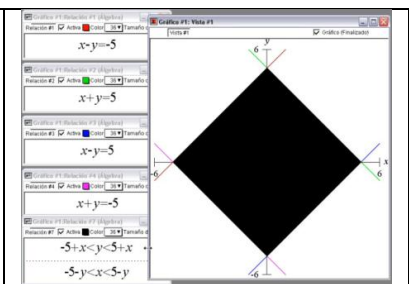 Gráfico #1: Relación #1 (Álgebra)
Relación #1 Activa Color 36 Tamaño
x-y=-5
Gráfico #1: Relación #2 (Álgebra)
Relación #2 Activa Color 36 Tamaño
x+y=5
Gráfico #1: Relación #3 (Álgebra)
Relación #3 Activa Color 36 Tamaño
x-y=5
Gráfico #1: Relación #4 (Álgebra)
Relación #4 Activa Color 36 Tamaño
x+y=-5
Gráfico #1: Relación #7 (Álgebra)
Relación #7 Activa Color 36 Tamaño
-5+x<y<5+x
-5-y<x<5-y
Gráfico #1: Vista #1
Vista #1 Gráfico (Finalizado)
y
6
-6 6 x
-6